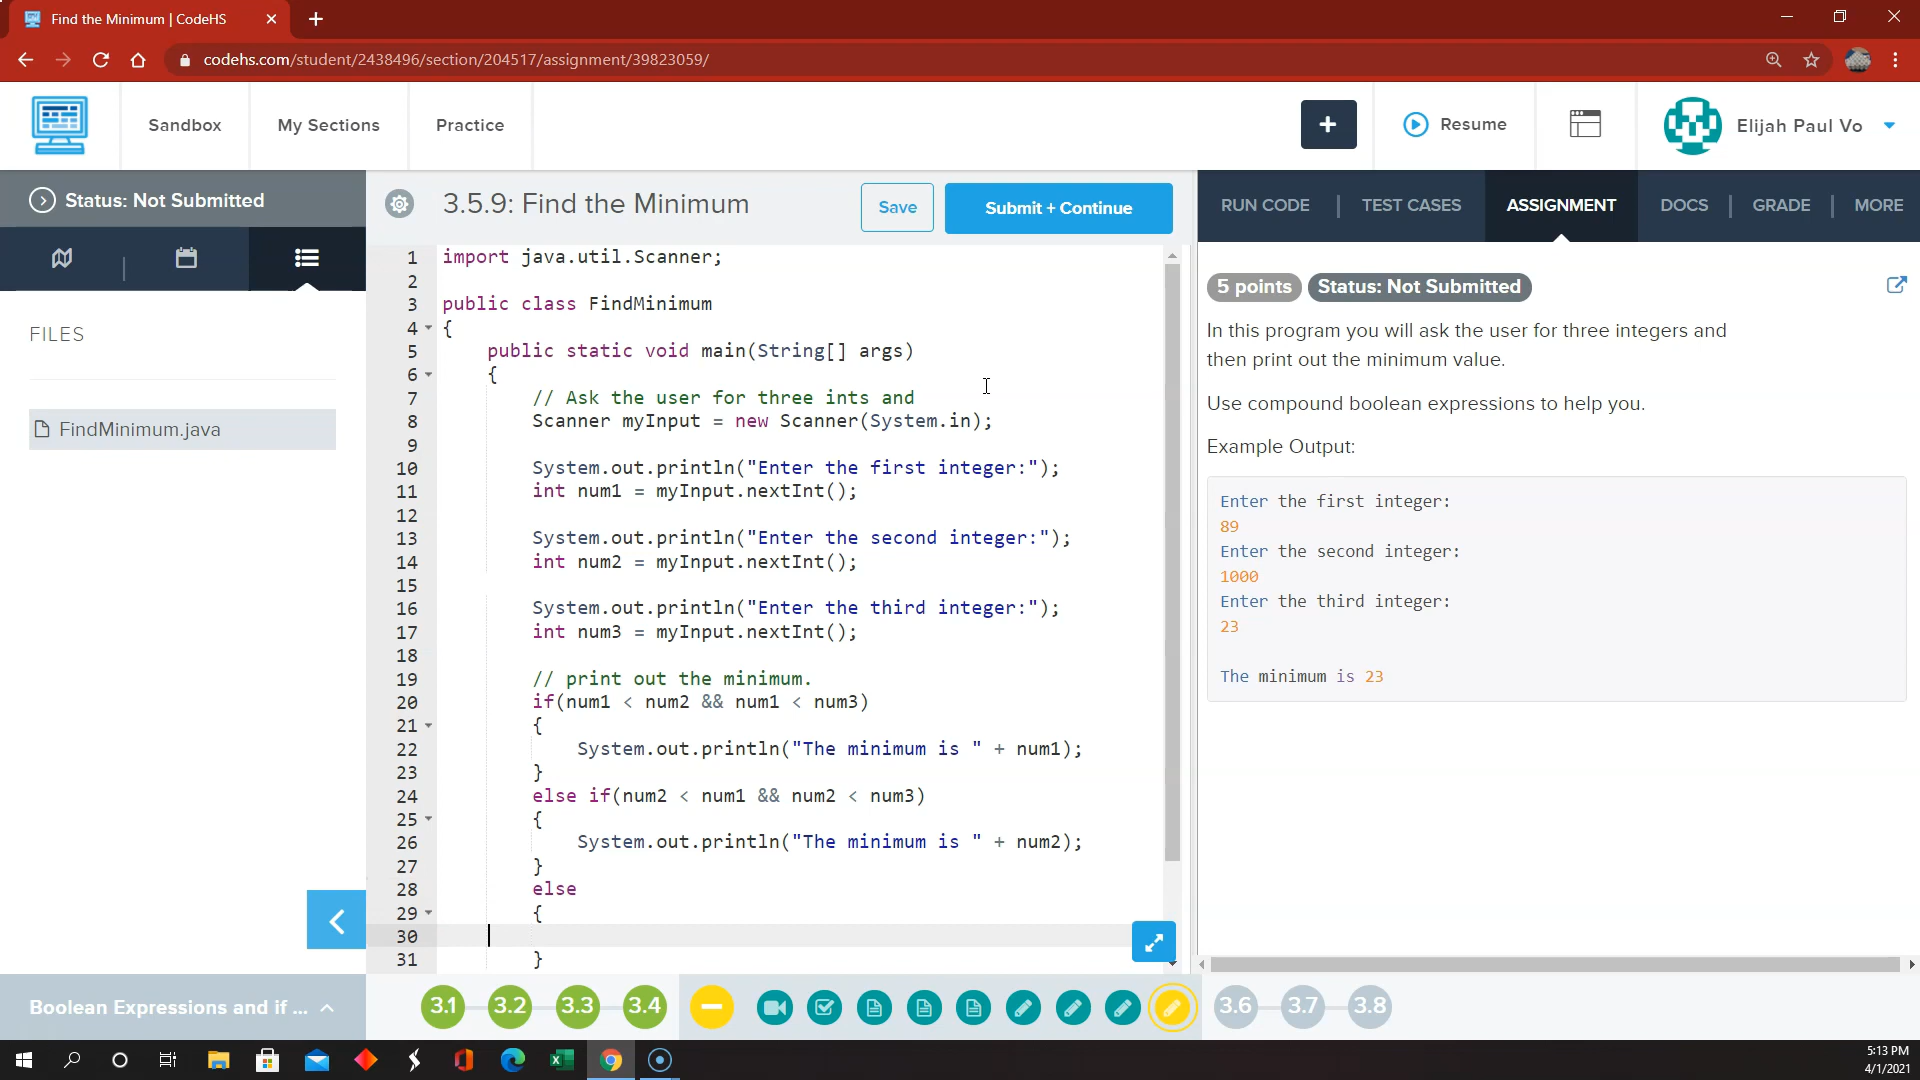 Find the Minimum | CodeHS
codehs.com/student/2438496/section/204517/assignment/39823059/
Sandbox
My Sections
Practice
+
Resume
Elijah Paul Vo
Status: Not Submitted
3.5.9: Find the Minimum
Save
Submit + Continue
RUN CODE
TEST CASES
ASSIGNMENT
DOCS
GRADE
MORE
FILES
FindMinimum.java
1 import java.util.Scanner;
2
3 public class FindMinimum
4 {
5 public static void main(String[] args)
6 {
7 // Ask the user for three ints and
8 Scanner myInput = new Scanner(System.in);
9
10 System.out.println("Enter the first integer:");
11 int num1 = myInput.nextInt();
12
13 System.out.println("Enter the second integer:");
14 int num2 = myInput.nextInt();
15
16 System.out.println("Enter the third integer:");
17 int num3 = myInput.nextInt();
18
19 // print out the minimum.
20 if(num1 < num2 && num1 < num3)
21 {
22 System.out.println("The minimum is " + num1);
23 }
24 else if(num2 < num1 && num2 < num3)
25 {
26 System.out.println("The minimum is " + num2);
27 }
28 else
29 {
30
31 }
5 points
Status: Not Submitted
In this program you will ask the user for three integers and
then print out the minimum value.
Use compound boolean expressions to help you.
Example Output:
Enter the first integer:
89
Enter the second integer:
1000
Enter the third integer:
23
The minimum is 23
Boolean Expressions and if ...
3.1
3.2
3.3
3.4
3.6
3.7
3.8
5:13 PM
4/1/2021